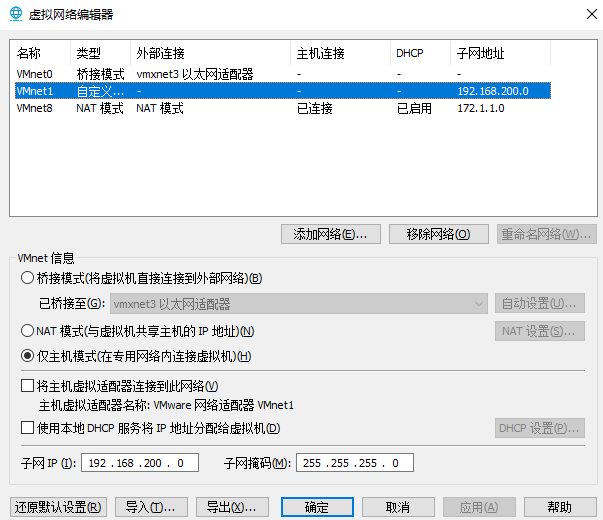 虚拟网络编辑器
名称 类型 外部连接 主机连接 DHCP 子网地址
VMnet0 桥接模式 vmxnet3 以太网适配器 - - -
VMnet1 自定义... - - - 192.168.200.0
VMnet8 NAT 模式 NAT 模式 已连接 已启用 172.1.1.0
添加网络(E)... 移除网络(O) 重命名网络(W)...
VMnet 信息
桥接模式(将虚拟机直接连接到外部网络)(B)
已桥接至(G): vmxnet3 以太网适配器 自动设置(U)...
NAT 模式(与虚拟机共享主机的 IP 地址)(N) NAT 设置(S)...
仅主机模式(在专用网络内连接虚拟机)(H)
将主机虚拟适配器连接到此网络(V)
主机虚拟适配器名称: VMware 网络适配器 VMnet1
使用本地 DHCP 服务将 IP 地址分配给虚拟机(D) DHCP 设置(P)...
子网 IP (I): 192 .168 .200 . 0 子网掩码(M): 255 .255 .255 . 0
还原默认设置(R) 导入(T)... 导出(X)... 确定 取消 应用(A) 帮助